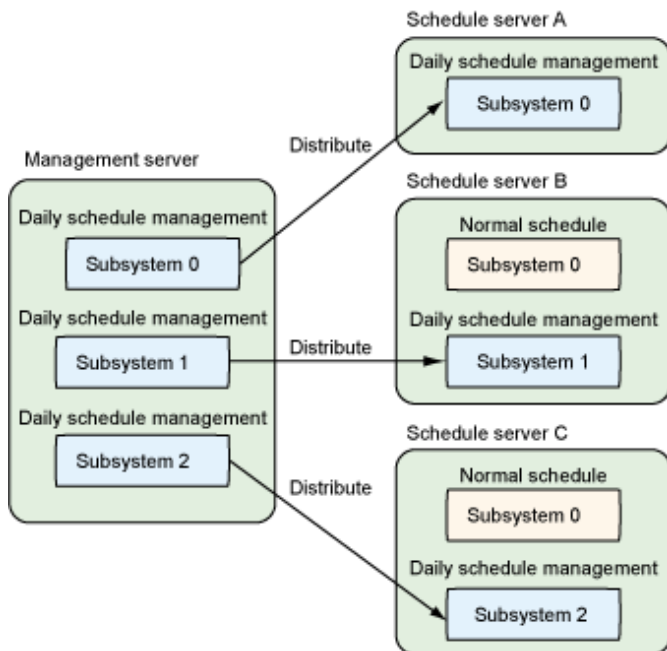 Schedule server A
Daily schedule management
Subsystem 0
Distribute
Management server
Daily schedule management
Subsystem 0
Daily schedule management
Subsystem 1
Daily schedule management
Subsystem 2
Schedule server B
Normal schedule
Subsystem 0
Distribute
Daily schedule management
Subsystem 1
Schedule server C
Distribute
Normal schedule
Subsystem 0
Daily schedule management
Subsystem 2